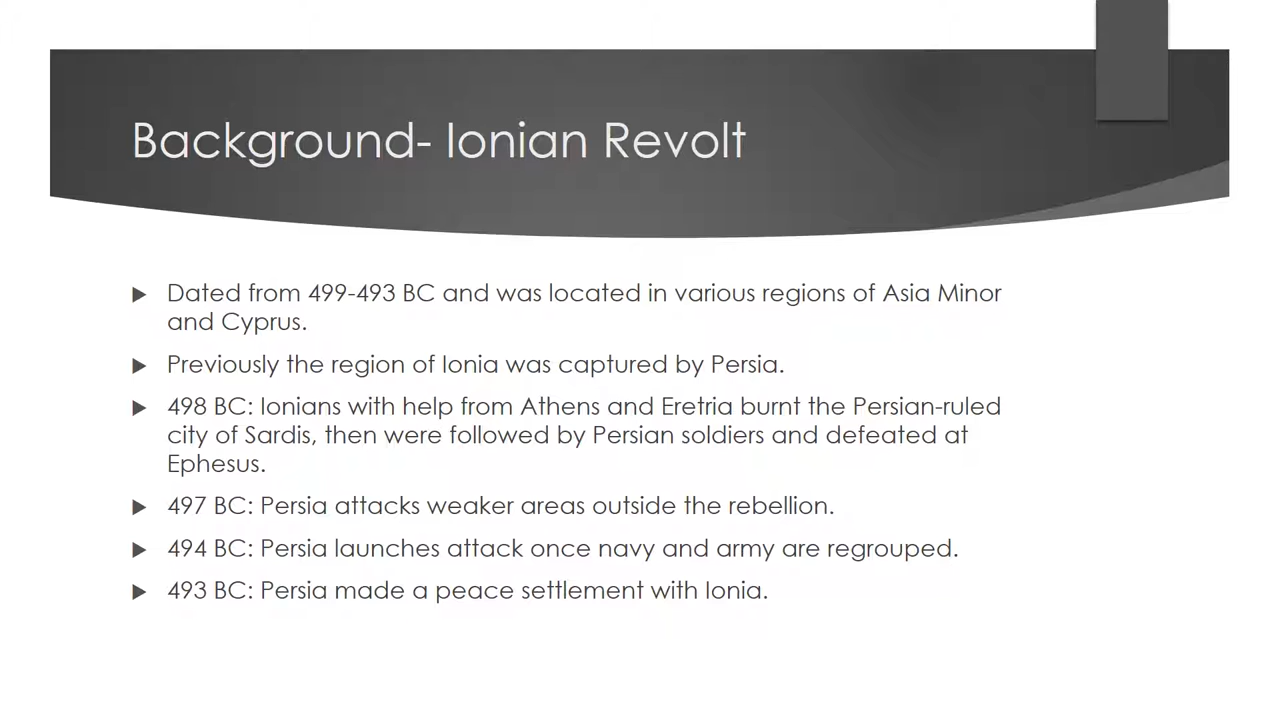 Background- Ionian Revolt
Dated from 499-493 BC and was located in various regions of Asia Minor
and Cyprus.
Previously the region of Ionia was captured by Persia.
498 BC: Ionians with help from Athens and Eretria burnt the Persian-ruled
city of Sardis, then were followed by Persian soldiers and defeated at
Ephesus.
497 BC: Persia attacks weaker areas outside the rebellion.
494 BC: Persia launches attack once navy and army are regrouped.
493 BC: Persia made a peace settlement with Ionia.